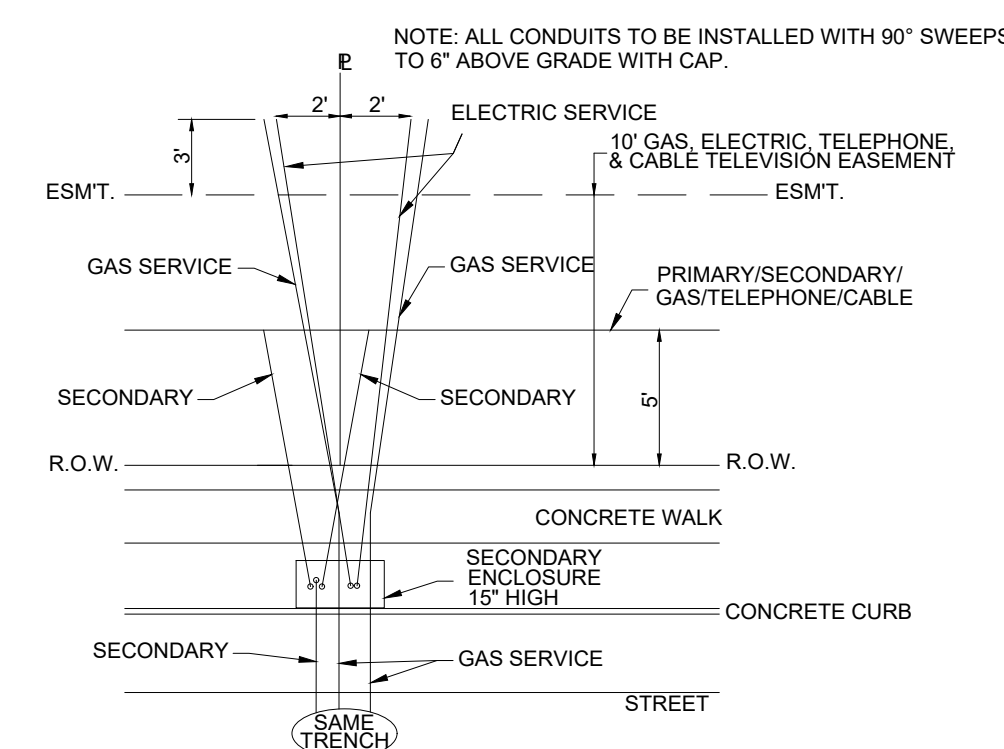 NOTE: ALL CONDUITS TO BE INSTALLED WITH 90° SWEEPS
TO 6" ABOVE GRADE WITH CAP.
PL
2'
2'
ELECTRIC SERVICE
3'
10' GAS, ELECTRIC, TELEPHONE,
& CABLE TELEVISION EASEMENT
ESM'T.
ESM'T.
GAS SERVICE
GAS SERVICE
PRIMARY/SECONDARY/
GAS/TELEPHONE/CABLE
SECONDARY
SECONDARY
5'
R.O.W.
R.O.W.
CONCRETE WALK
SECONDARY
ENCLOSURE
15" HIGH
CONCRETE CURB
SECONDARY
GAS SERVICE
STREET
SAME
TRENCH